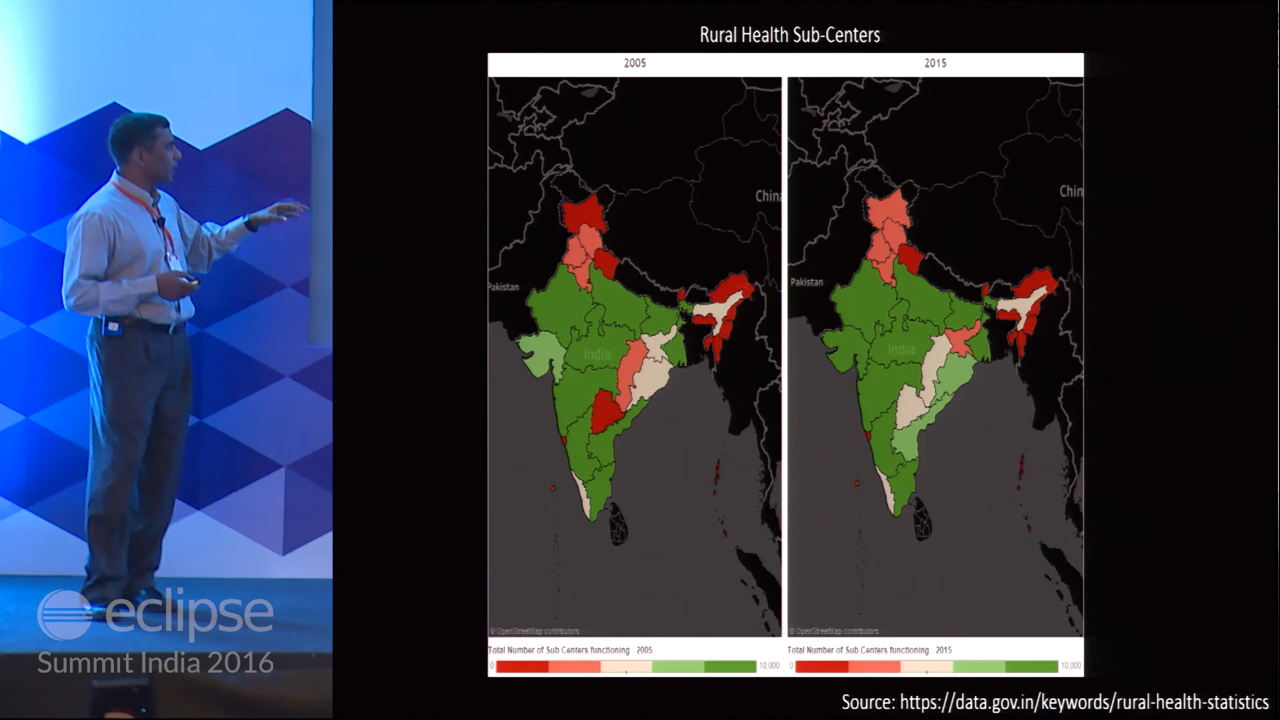 Rural Health Sub-Centers
2005
2015
China
Chin
Pakistan
Pakistan
India
India
© OpenStreetMap contributors
© OpenStreetMap contributors
Total Number of Sub Centers functioning 2005
0
10,000
Total Number of Sub Centers functioning 2015
0
10,000
Source: https://data.gov.in/keywords/rural-health-statistics
eclipse
Summit India 2016